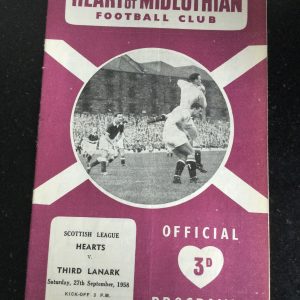 HEART OF MIDLOTHIAN
FOOTBALL CLUB
SCOTTISH LEAGUE
HEARTS
V.
THIRD LANARK
Saturday, 27th September, 1958
KICK-OFF 3 P.M.
OFFICIAL
3D
PROGRAMME